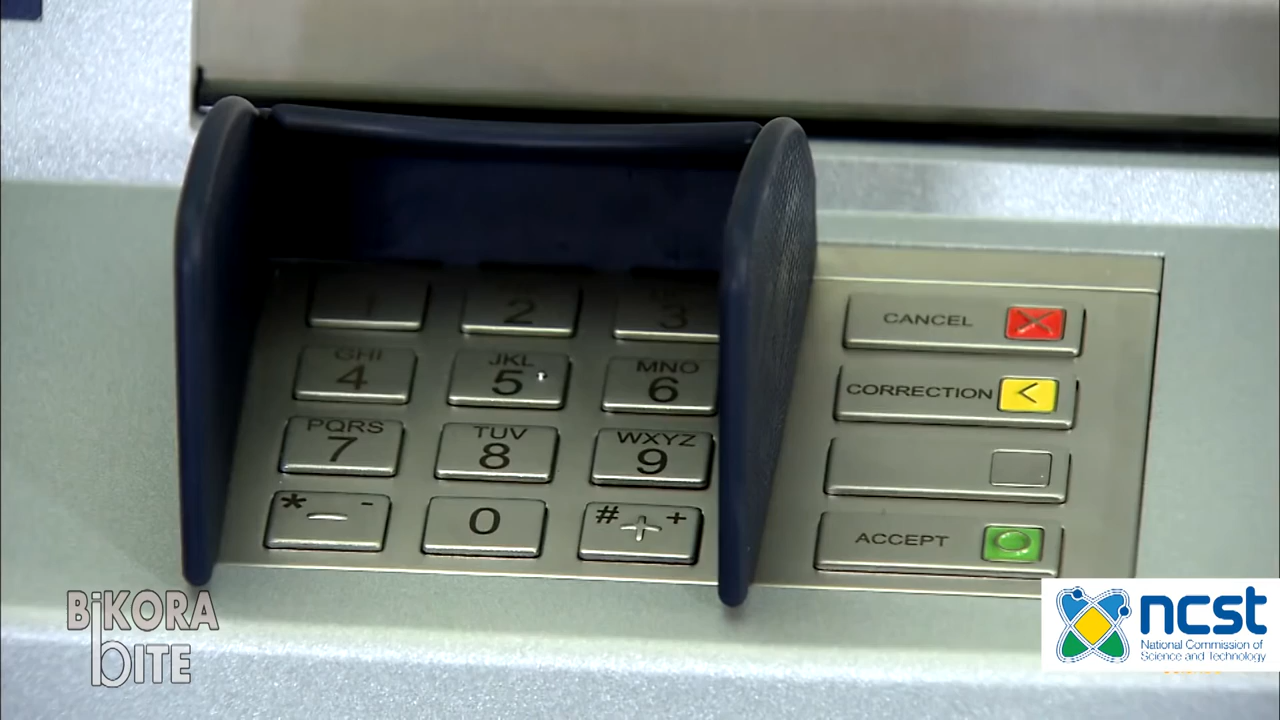 1
2
3
CANCEL
GHI
4
JKL
5
MNO
6
CORRECTION <
PQRS
7
TUV
8
WXYZ
9
* -
0
# +
ACCEPT
BiKORA
bITE
ncst
National Commission of
Science and Technology